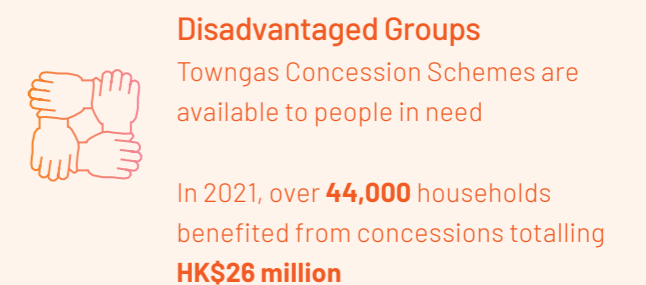 Disadvantaged Groups
Towngas Concession Schemes are
available to people in need
In 2021, over 44,000 households
benefited from concessions totalling
HK$26 million